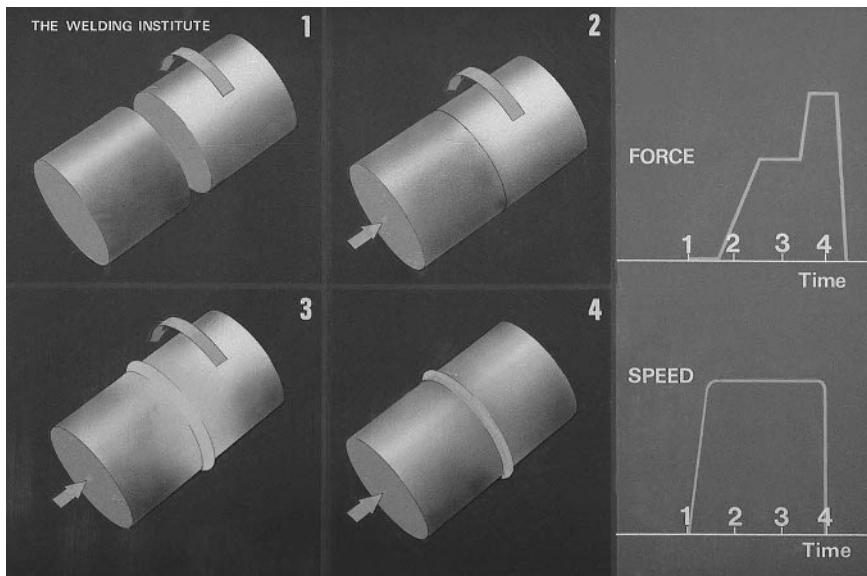 THE WELDING INSTITUTE
1
2
3
4
FORCE
1 2 3 4
Time
SPEED
1 2 3 4
Time